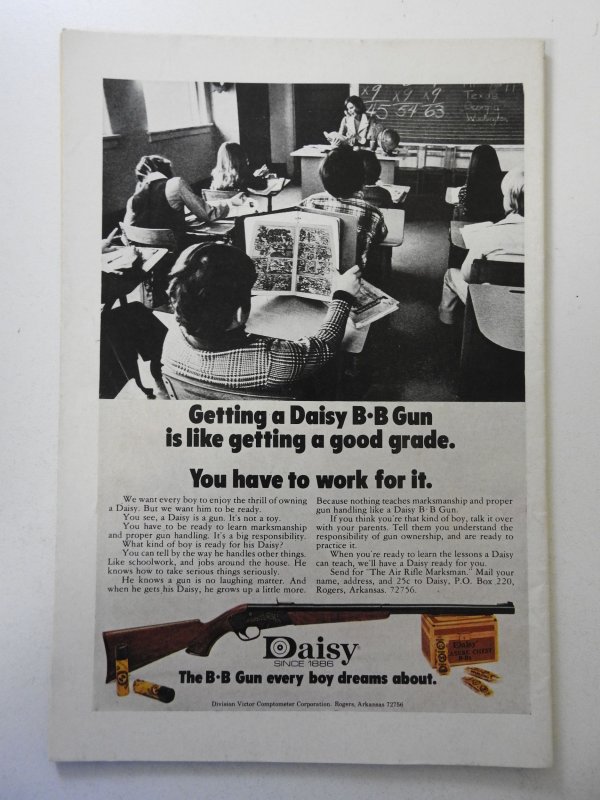 x9 x9 x9
45 54 63
Texas
Georgia
Washington
Getting a Daisy B•B Gun
is like getting a good grade.
You have to work for it.
We want every boy to enjoy the thrill of owning
a Daisy. But we want him to be ready.
You see, a Daisy is a gun. It's not a toy.
You have to be ready to learn marksmanship
and proper gun handling. It's a big responsibility.
What kind of boy is ready for his Daisy?
You can tell by the way he handles other things.
Like schoolwork, and jobs around the house. He
knows how to take serious things seriously.
He knows a gun is no laughing matter. And
when he gets his Daisy, he grows up a little more.
Because nothing teaches marksmanship and proper
gun handling like a Daisy B·B Gun.
If you think you're that kind of boy, talk it over
with your parents. Tell them you understand the
responsibility of gun ownership, and are ready to
practice it.
When you're ready to learn the lessons a Daisy
can teach, we'll have a Daisy ready for you.
Send for "The Air Rifle Marksman." Mail your
name, address, and 25¢ to Daisy, P.O. Box 220,
Rogers, Arkansas. 72756.
Daisy®
SINCE 1886
Daisy
The B•B Gun every boy dreams about.
Division Victor Comptometer Corporation. Rogers, Arkansas 72756